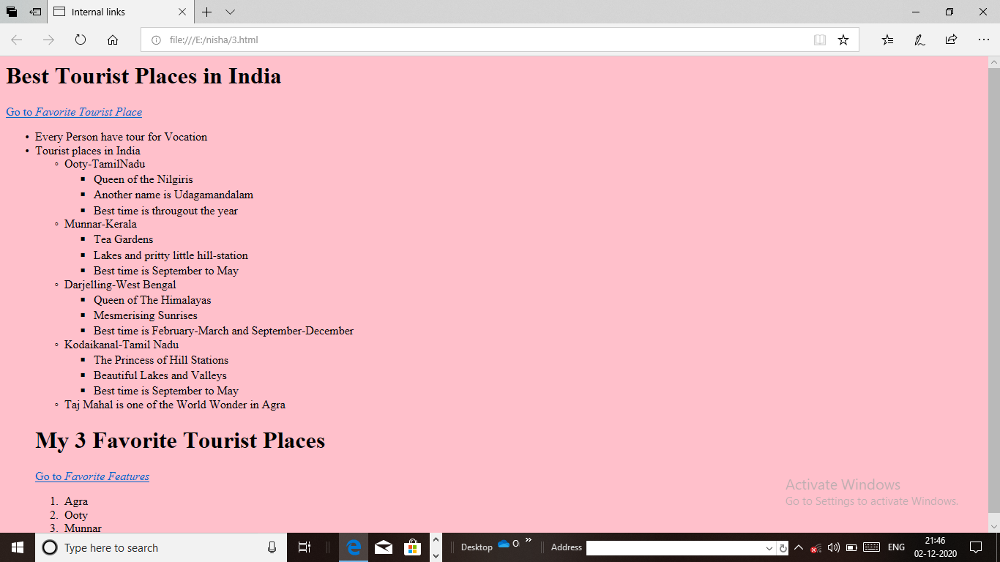 Internal links
file:///E:/nisha/3.html
Best Tourist Places in India
Go to Favorite Tourist Place
• Every Person have tour for Vocation
• Tourist places in India
◦ Ooty-TamilNadu
▪ Queen of the Nilgiris
▪ Another name is Udagamandalam
▪ Best time is througout the year
◦ Munnar-Kerala
▪ Tea Gardens
▪ Lakes and pritty little hill-station
▪ Best time is September to May
◦ Darjelling-West Bengal
▪ Queen of The Himalayas
▪ Mesmerising Sunrises
▪ Best time is February-March and September-December
◦ Kodaikanal-Tamil Nadu
▪ The Princess of Hill Stations
▪ Beautiful Lakes and Valleys
▪ Best time is September to May
◦ Taj Mahal is one of the World Wonder in Agra
My 3 Favorite Tourist Places
Go to Favorite Features
1. Agra
2. Ooty
3. Munnar
Activate Windows
Go to Settings to activate Windows.
Type here to search
Desktop
O
Address
ENG
21:46
02-12-2020